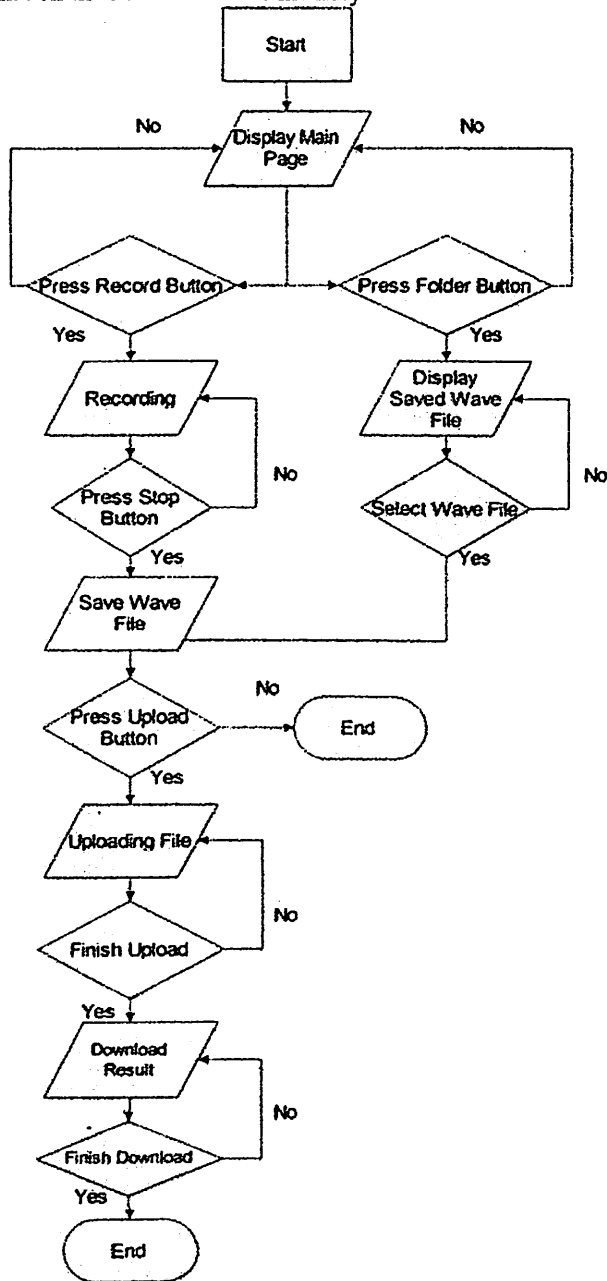 Start
No
No
Display Main
Page
Press Record Button
Press Folder Button
Yes
Yes
Recording
Display
Saved Wave
File
No
No
Press Stop
Button
Select Wave File
Yes
Yes
Save Wave
File
No
Press Upload
Button
End
Yes
Uploading File
No
Finish Upload
Yes
Download
Result
No
Finish Download
Yes
End